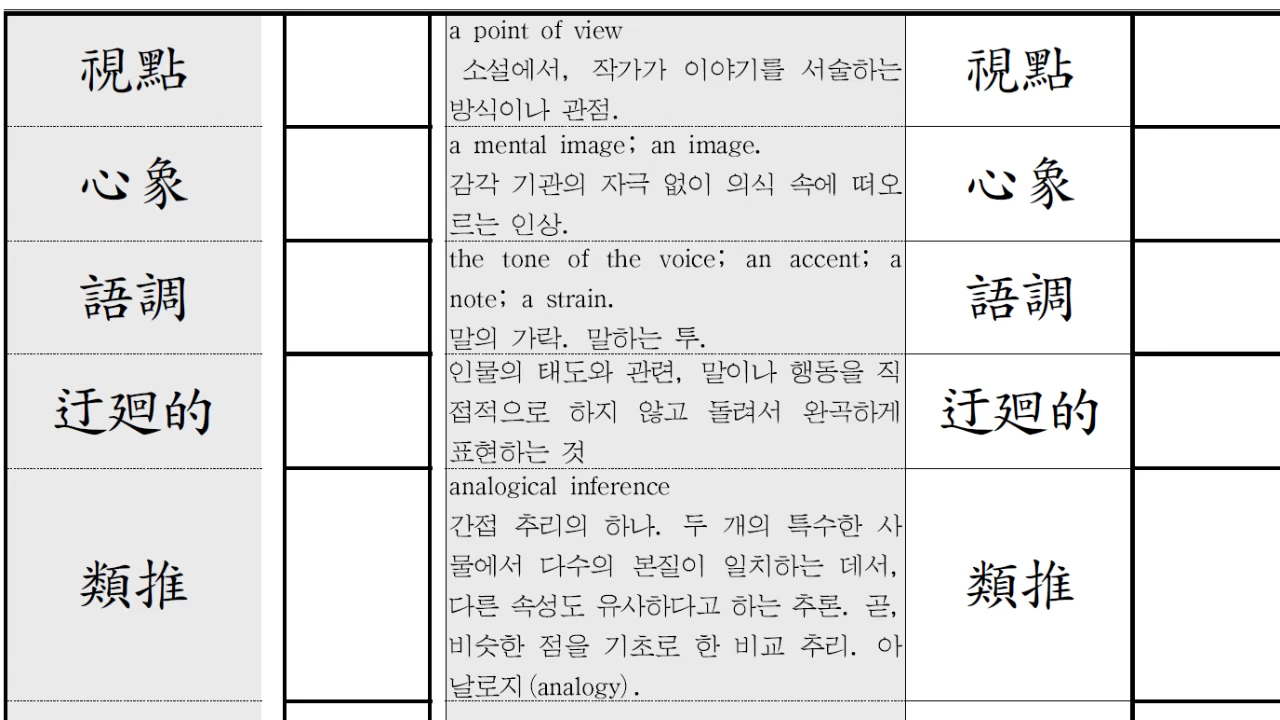 視點
a point of view
소설에서, 작가가 이야기를 서술하는
방식이나 관점.
視點
心象
a mental image; an image.
감각 기관의 자극 없이 의식 속에 떠오
르는 인상.
心象
語調
the tone of the voice; an accent; a
note; a strain.
말의 가락. 말하는 투.
語調
迂廻的
인물의 태도와 관련, 말이나 행동을 직
접적으로 하지 않고 돌려서 완곡하게
표현하는 것
迂廻的
類推
analogical inference
간접 추리의 하나. 두 개의 특수한 사
물에서 다수의 본질이 일치하는 데서,
다른 속성도 유사하다고 하는 추론. 곧,
비슷한 점을 기초로 한 비교 추리. 아
날로지(analogy).
類推